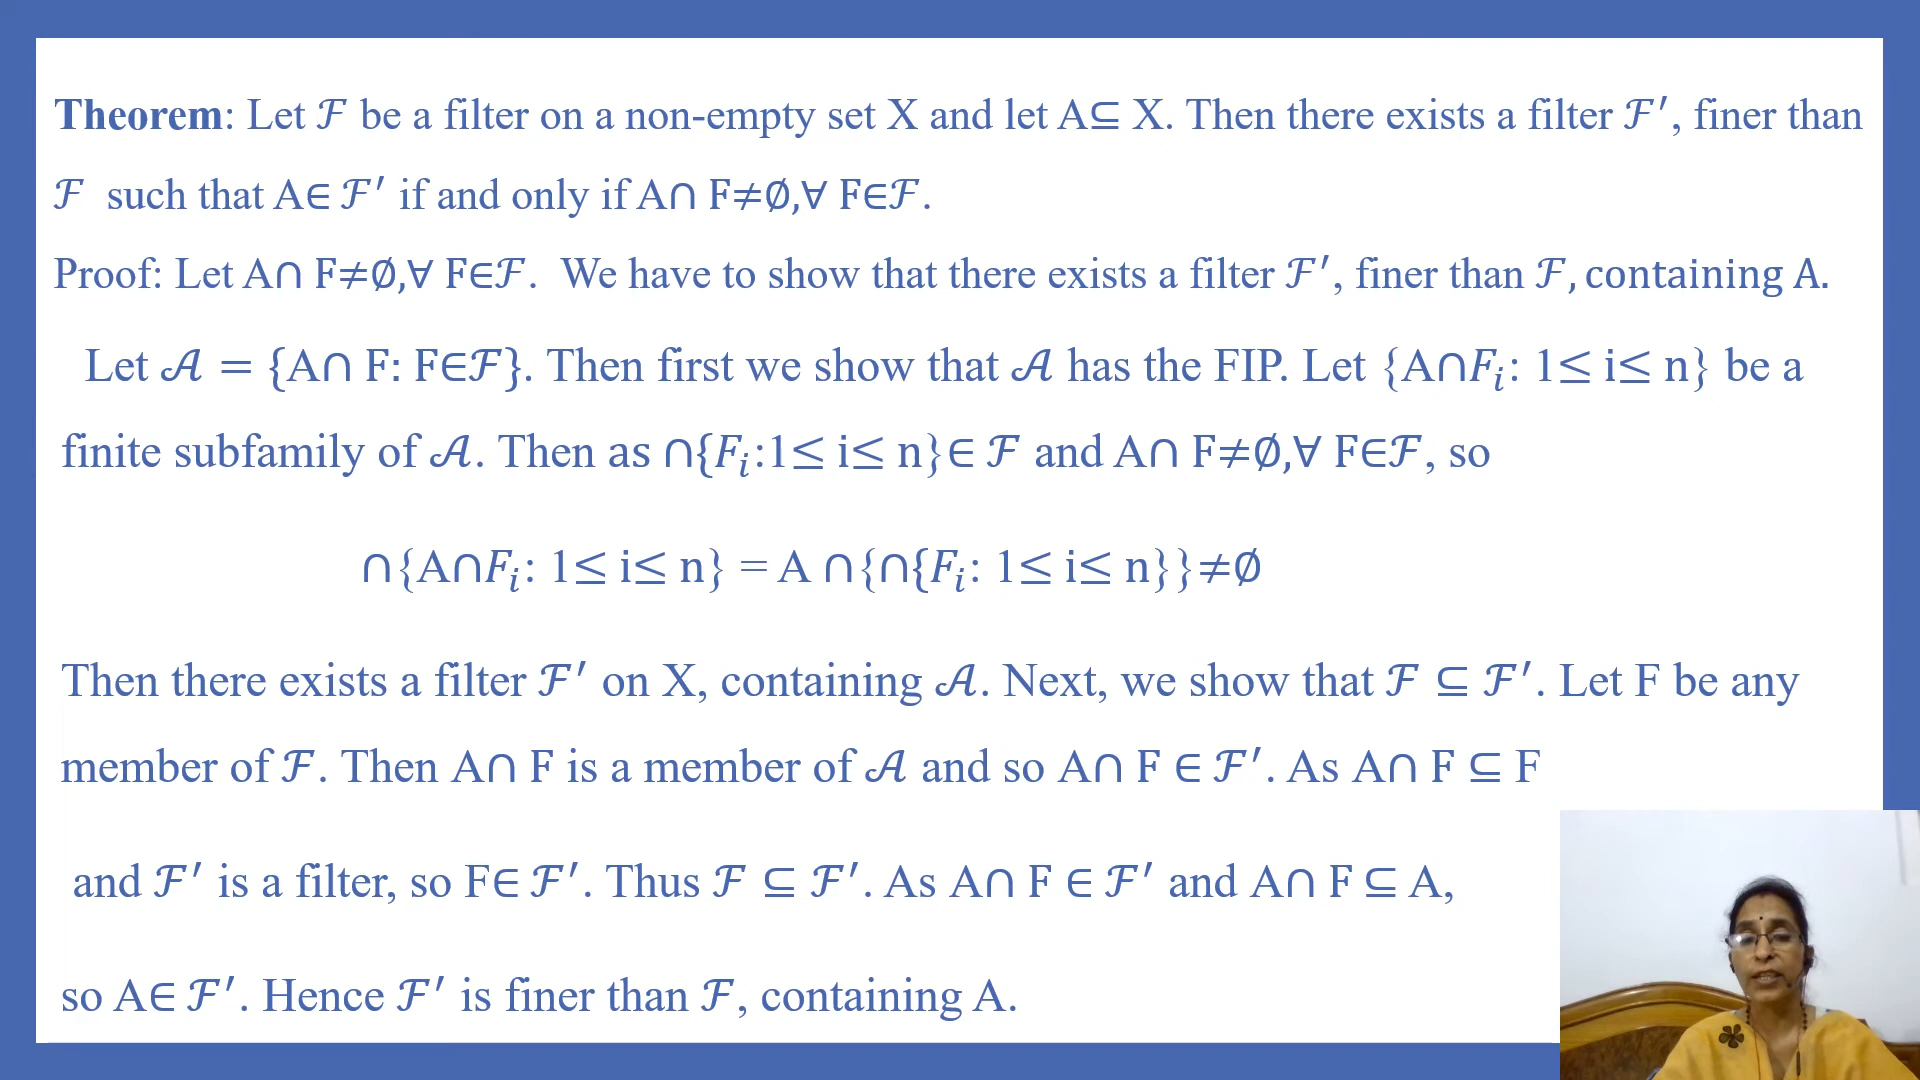 Theorem: Let ℱ be a filter on a non-empty set X and let A⊆ X. Then there exists a filter ℱ′, finer than
ℱ such that A∈ ℱ′ if and only if A∩ F≠∅,∀ F∈ℱ.
Proof: Let A∩ F≠∅,∀ F∈ℱ. We have to show that there exists a filter ℱ′, finer than ℱ, containing A.
Let 𝒜 = {A∩ F: F∈ℱ}. Then first we show that 𝒜 has the FIP. Let {A∩Fᵢ: 1≤ i≤ n} be a
finite subfamily of 𝒜. Then as ∩{Fᵢ:1≤ i≤ n}∈ ℱ and A∩ F≠∅,∀ F∈ℱ, so
∩{A∩Fᵢ: 1≤ i≤ n} = A ∩{∩{Fᵢ: 1≤ i≤ n}}≠∅
Then there exists a filter ℱ′ on X, containing 𝒜. Next, we show that ℱ ⊆ ℱ′. Let F be any
member of ℱ. Then A∩ F is a member of 𝒜 and so A∩ F ∈ ℱ′. As A∩ F ⊆ F
and ℱ′ is a filter, so F∈ ℱ′. Thus ℱ ⊆ ℱ′. As A∩ F ∈ ℱ′ and A∩ F ⊆ A,
so A∈ ℱ′. Hence ℱ′ is finer than ℱ, containing A.